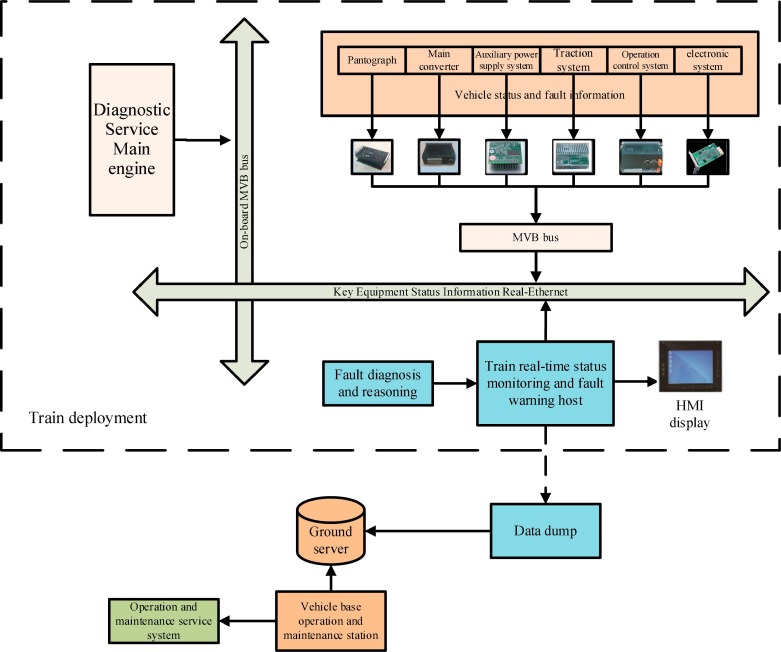 Pantograph
Main
converter
Auxiliary power
supply system
Traction
system
Operation
control system
electronic
system
Vehicle status and fault information
Diagnostic
Service
Main
engine
On-board MVB bus
MVB bus
Key Equipment Status Information Real-Ethernet
Fault diagnosis
and reasoning
Train real-time status
monitoring and fault
warning host
HMI
display
Train deployment
Ground
server
Data dump
Operation and
maintenance service
system
Vehicle base
operation and
maintenance station